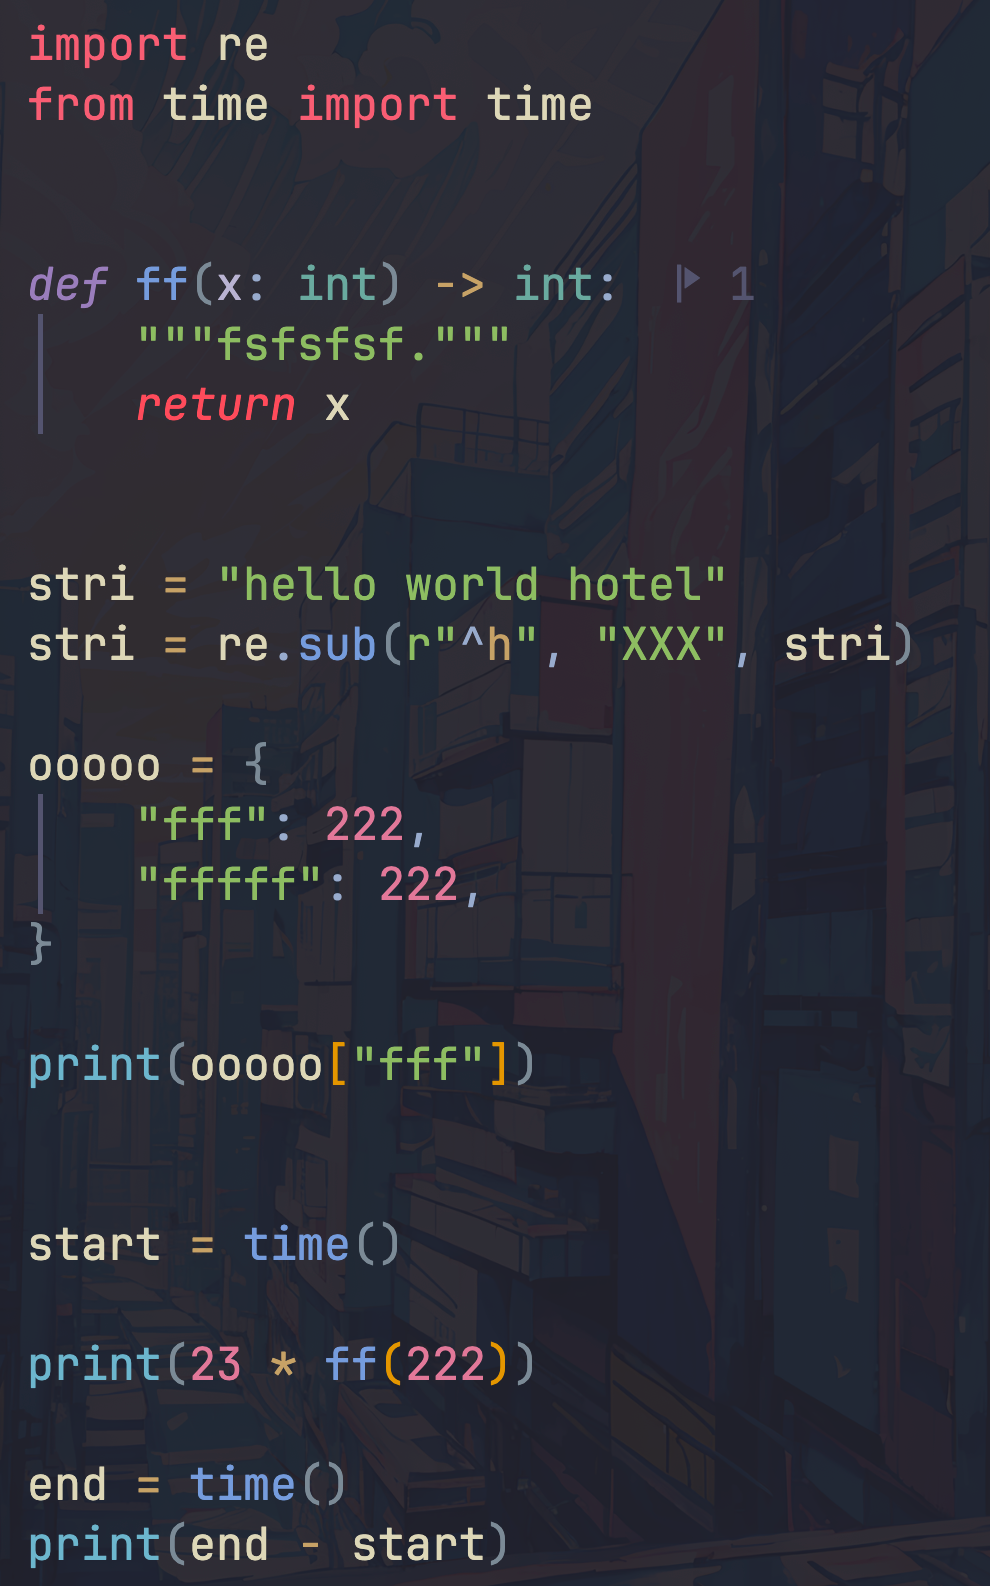 import re
from time import time
def ff(x: int) -> int: 1
    """fsfsfsf."""
    return x
stri = "hello world hotel"
stri = re.sub(r"^h", "XXX", stri)
ooooo = {
    "fff": 222,
    "fffff": 222,
}
print(ooooo["fff"])
start = time()
print(23 * ff(222))
end = time()
print(end - start)